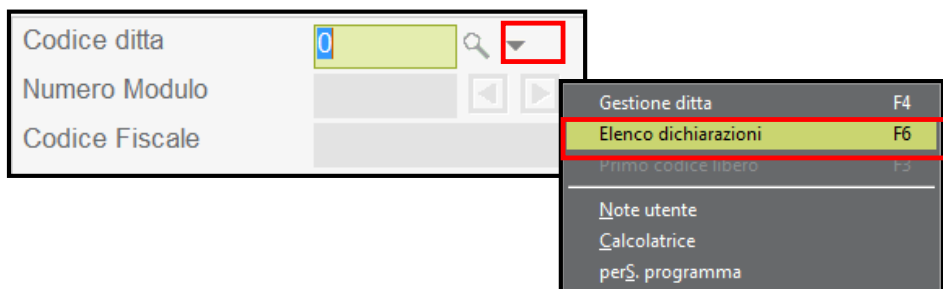 Codice ditta 0
Numero Modulo
Codice Fiscale
Gestione ditta F4
Elenco dichiarazioni F6
Primo codice libero F3
Note utente
Calcolatrice
perS. programma